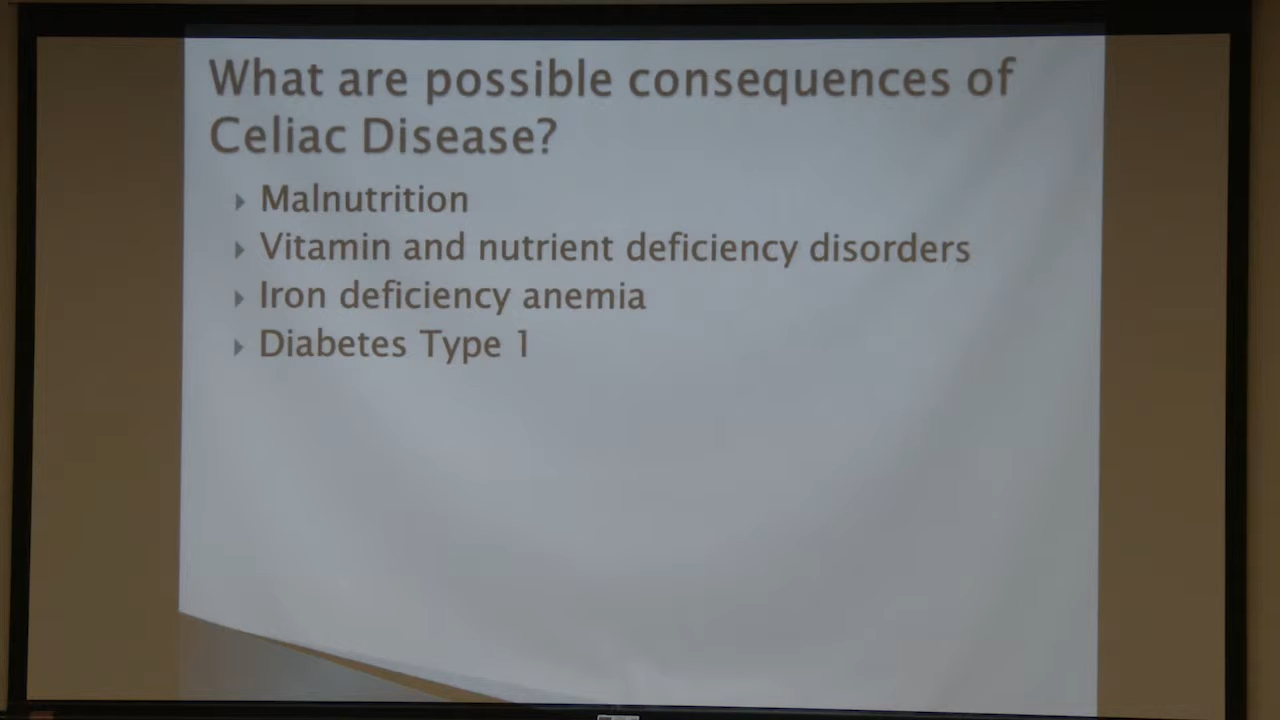 What are possible consequences of
Celiac Disease?
Malnutrition
Vitamin and nutrient deficiency disorders
Iron deficiency anemia
Diabetes Type 1